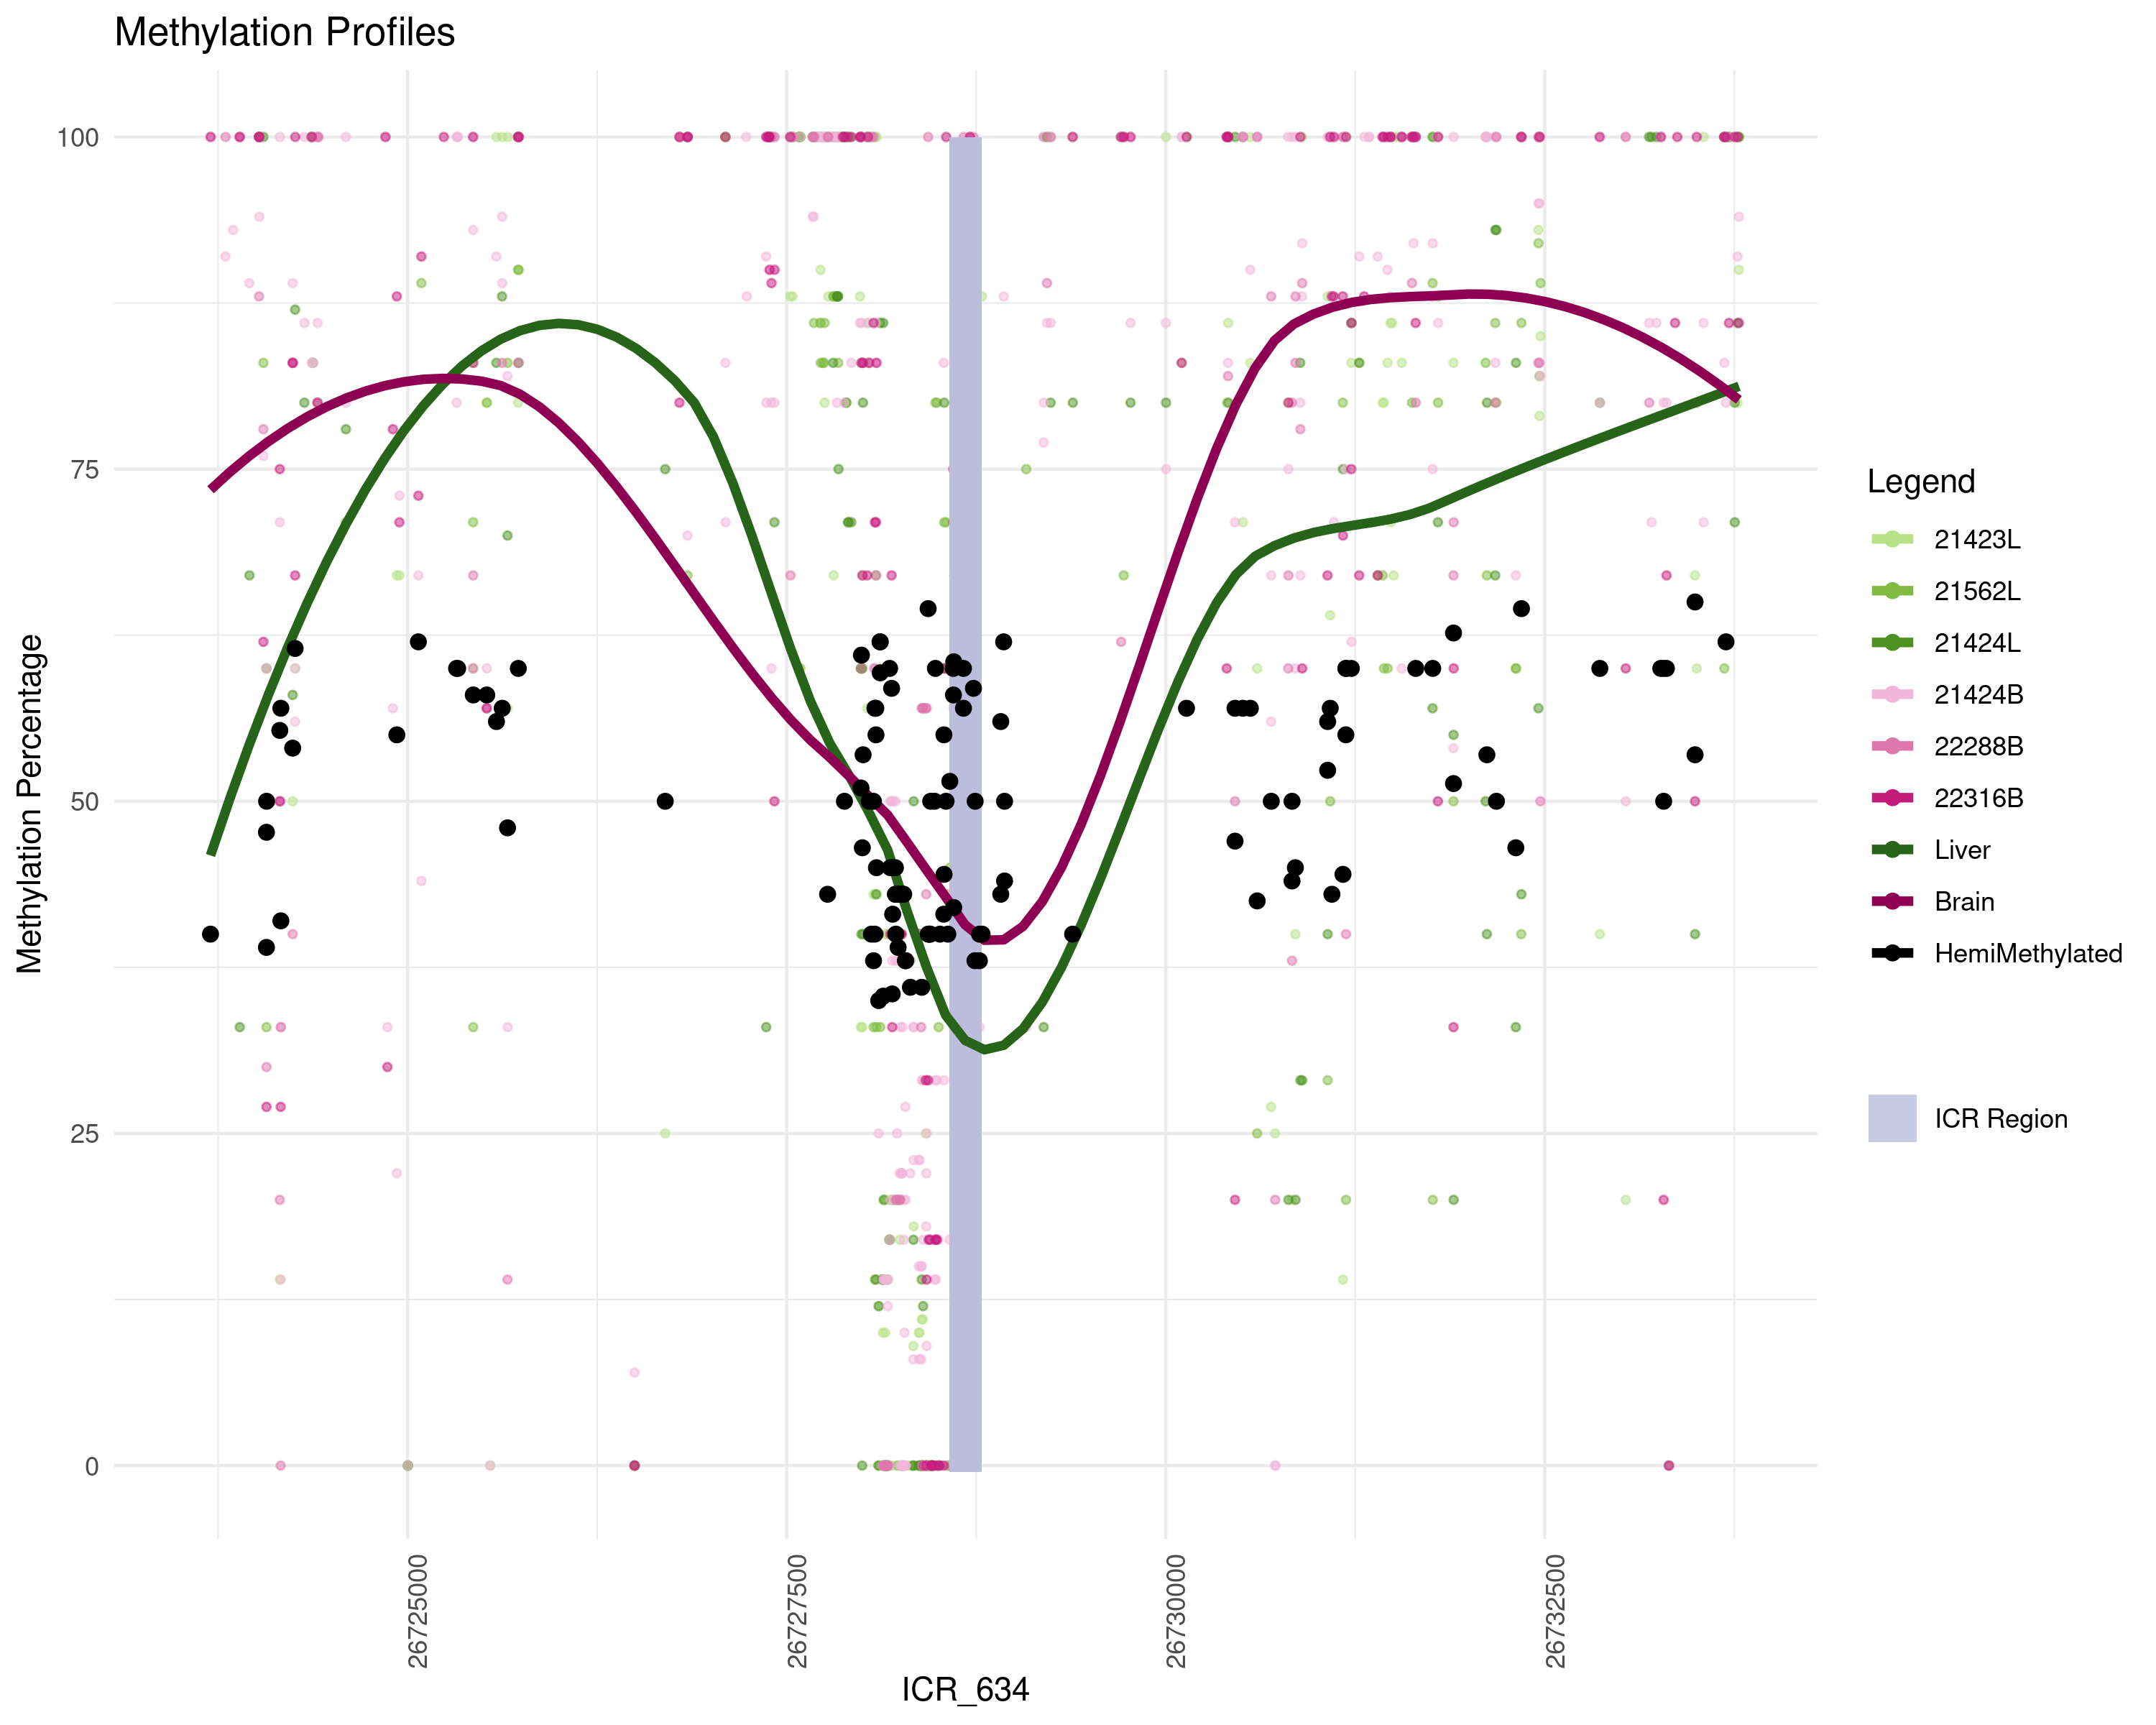 Methylation Profiles
100
75
50
25
0
Methylation Percentage
26725000
26727500
26730000
26732500
ICR_634
Legend
21423L
21562L
21424L
21424B
22288B
22316B
Liver
Brain
HemiMethylated
ICR Region